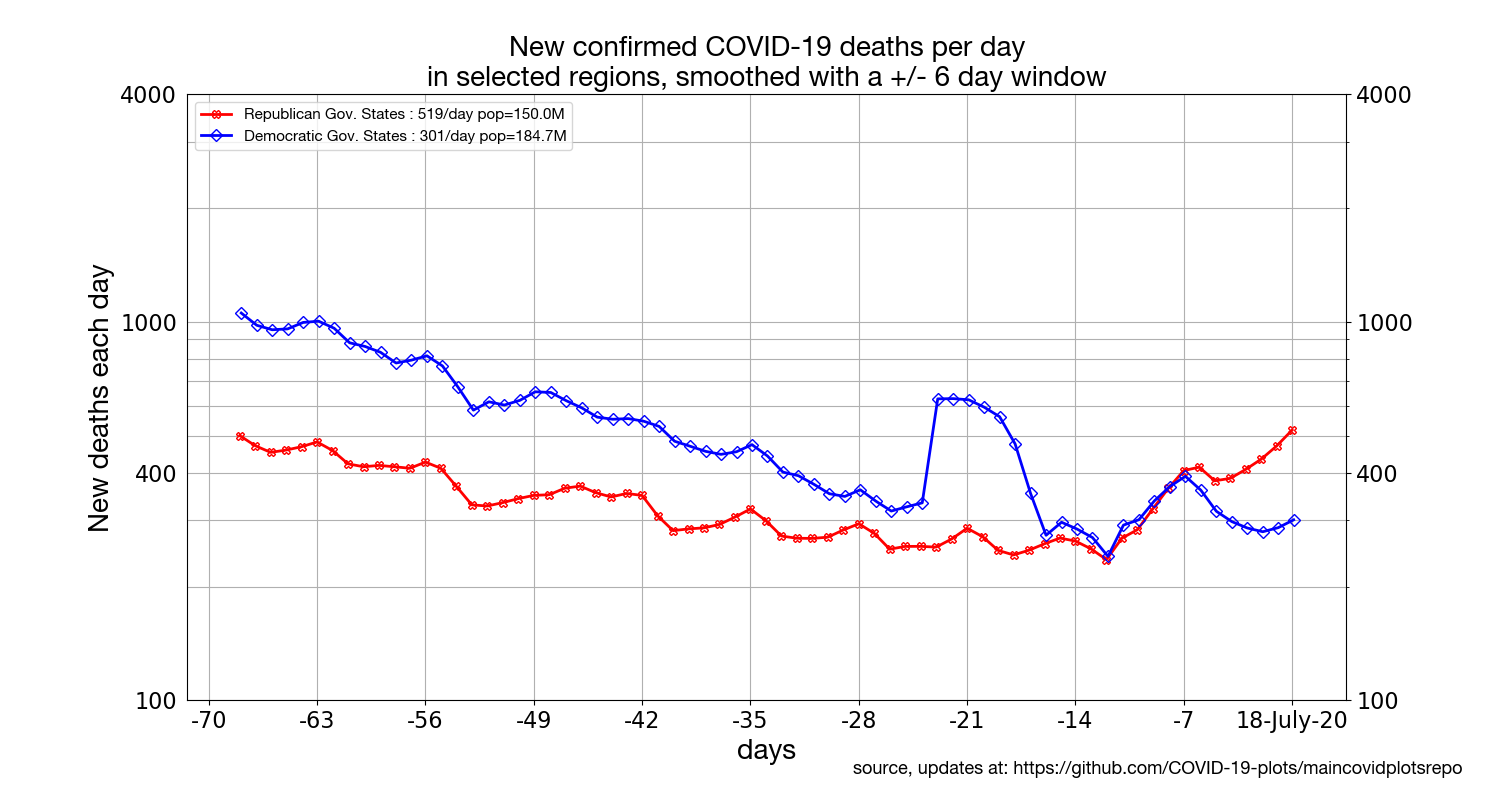 New confirmed COVID-19 deaths per day
in selected regions, smoothed with a +/- 6 day window
4000
4000
Republican Gov. States : 519/day pop=150.0M
Democratic Gov. States : 301/day pop=184.7M
1000
1000
New deaths each day
400
400
100
100
-70 -63 -56 -49 -42 -35 -28 -21 -14 -7 18-July-20
days
source, updates at: https://github.com/COVID-19-plots/maincovidplotsrepo